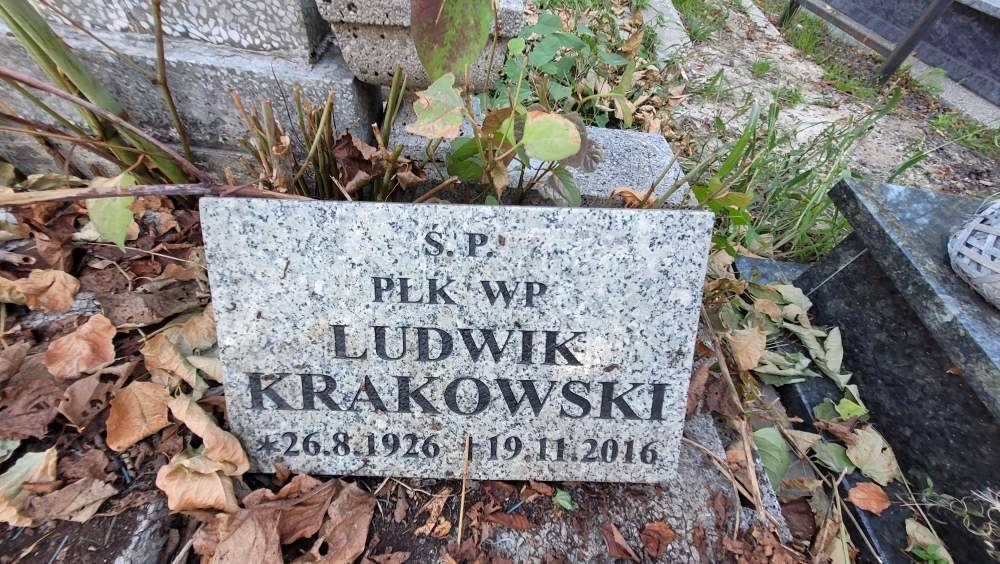 Ś. P.
PŁK WP
LUDWIK
KRAKOWSKI
*26.8.1926 †19.11.2016